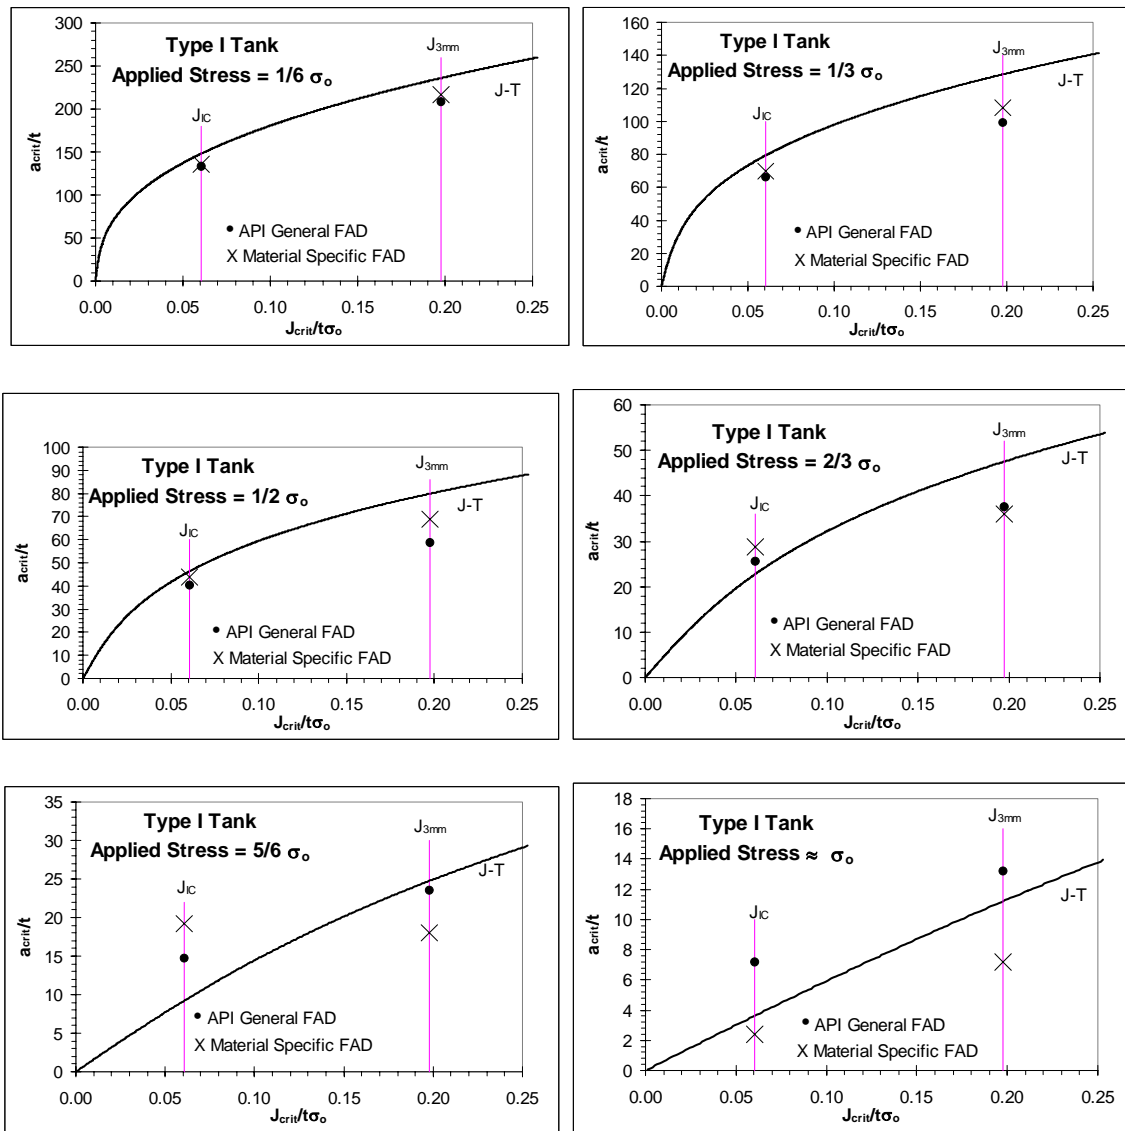 Type I Tank
Applied Stress = 1/6 σₒ
J3mm
J-T
JIC
● API General FAD
X Material Specific FAD
acrit/t
300
250
200
150
100
50
0
0.00 0.05 0.10 0.15 0.20 0.25
Jcrit/tσₒ
Type I Tank
Applied Stress = 1/3 σₒ
J3mm
J-T
JIC
● API General FAD
X Material Specific FAD
acrit/t
160
140
120
100
80
60
40
20
0
0.00 0.05 0.10 0.15 0.20 0.25
Jcrit/tσₒ
Type I Tank
Applied Stress = 1/2 σₒ
J3mm
J-T
JIC
● API General FAD
X Material Specific FAD
acrit/t
100
90
80
70
60
50
40
30
20
10
0
0.00 0.05 0.10 0.15 0.20 0.25
Jcrit/tσₒ
Type I Tank
Applied Stress = 2/3 σₒ
J3mm
J-T
JIC
● API General FAD
X Material Specific FAD
acrit/t
60
50
40
30
20
10
0
0.00 0.05 0.10 0.15 0.20 0.25
Jcrit/tσₒ
Type I Tank
Applied Stress = 5/6 σₒ
J3mm
J-T
JIC
● API General FAD
X Material Specific FAD
acrit/t
35
30
25
20
15
10
5
0
0.00 0.05 0.10 0.15 0.20 0.25
Jcrit/tσₒ
Type I Tank
Applied Stress ≈ σₒ
J3mm
J-T
JIC
● API General FAD
X Material Specific FAD
acrit/t
18
16
14
12
10
8
6
4
2
0
0.00 0.05 0.10 0.15 0.20 0.25
Jcrit/tσₒ